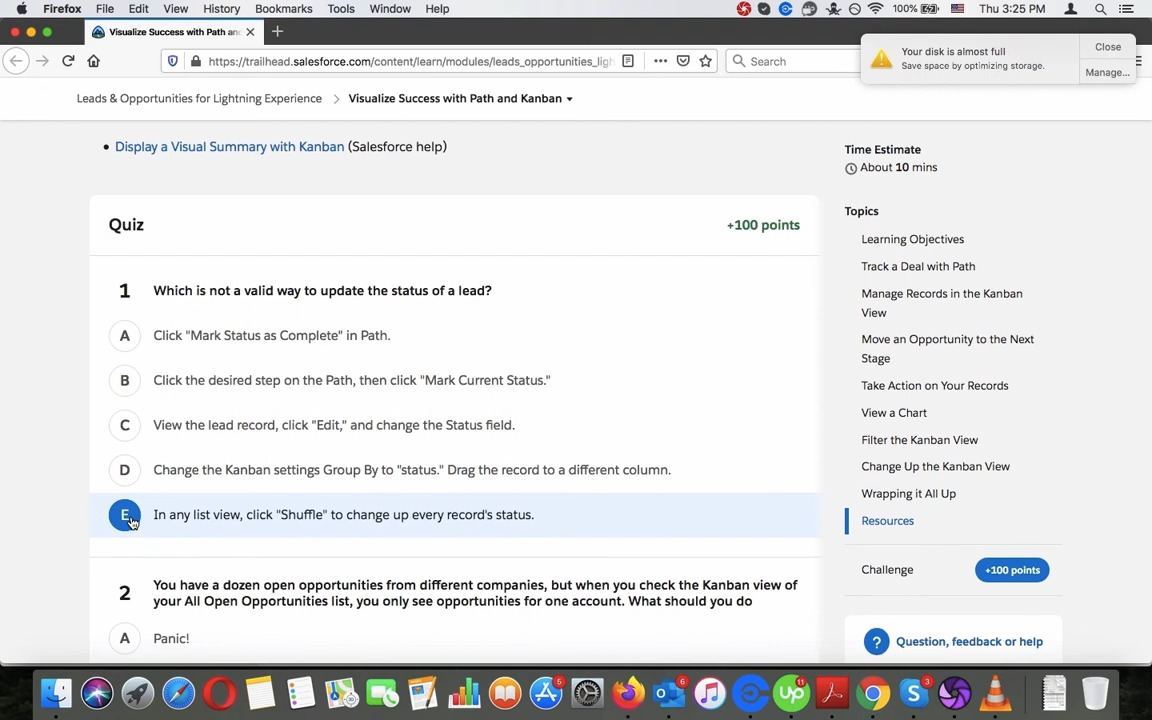 Firefox File Edit View History Bookmarks Tools Window Help 100% Thu 3:25 PM
Visualize Success with Path and
https://trailhead.salesforce.com/content/learn/modules/leads_opportunities_ligh
Search
Your disk is almost full
Save space by optimizing storage.
Close
Manage...
Leads & Opportunities for Lightning Experience > Visualize Success with Path and Kanban
• Display a Visual Summary with Kanban (Salesforce help)
Quiz +100 points
1 Which is not a valid way to update the status of a lead?
A Click "Mark Status as Complete" in Path.
B Click the desired step on the Path, then click "Mark Current Status."
C View the lead record, click "Edit," and change the Status field.
D Change the Kanban settings Group By to "status." Drag the record to a different column.
E In any list view, click "Shuffle" to change up every record's status.
2 You have a dozen open opportunities from different companies, but when you check the Kanban view of
your All Open Opportunities list, you only see opportunities for one account. What should you do
A Panic!
Time Estimate
About 10 mins
Topics
Learning Objectives
Track a Deal with Path
Manage Records in the Kanban
View
Move an Opportunity to the Next
Stage
Take Action on Your Records
View a Chart
Filter the Kanban View
Change Up the Kanban View
Wrapping it All Up
Resources
Challenge +100 points
? Question, feedback or help
5 6 up 11 3